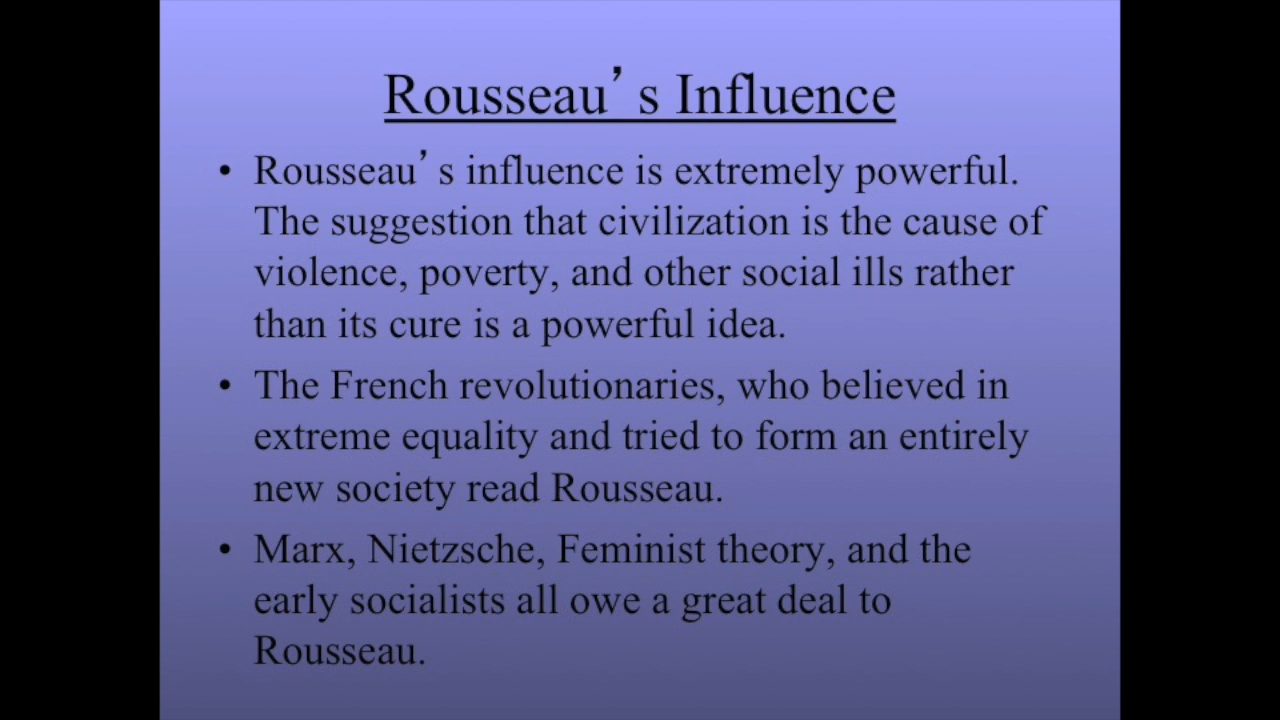 Rousseau’s Influence
• Rousseau’s influence is extremely powerful.
The suggestion that civilization is the cause of
violence, poverty, and other social ills rather
than its cure is a powerful idea.
• The French revolutionaries, who believed in
extreme equality and tried to form an entirely
new society read Rousseau.
• Marx, Nietzsche, Feminist theory, and the
early socialists all owe a great deal to
Rousseau.